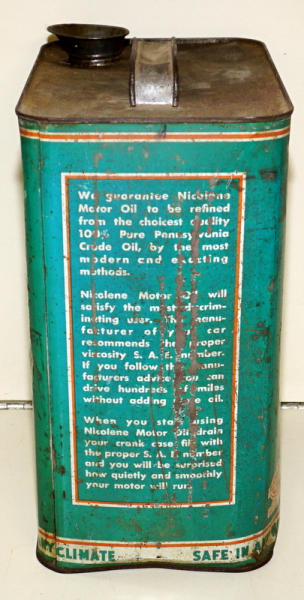 We guarantee Nicolene
Motor Oil to be refined
from the choicest quality
100% Pure Pennsylvania
Crude Oil, by the most
modern and exacting
methods.
Nicolene Motor Oil will
satisfy the most discrim-
inating user. The manu-
facturer of your car
recommends the proper
viscosity S. A. E. number.
If you follow the manu-
facturers advice you can
drive hundreds of miles
without adding more oil.
When you start using
Nicolene Motor Oil drain
your crank case fill with
the proper S. A. E. number
and you will be surprised
how quietly and smoothly
your motor will run.
CLIMATE SAFE IN